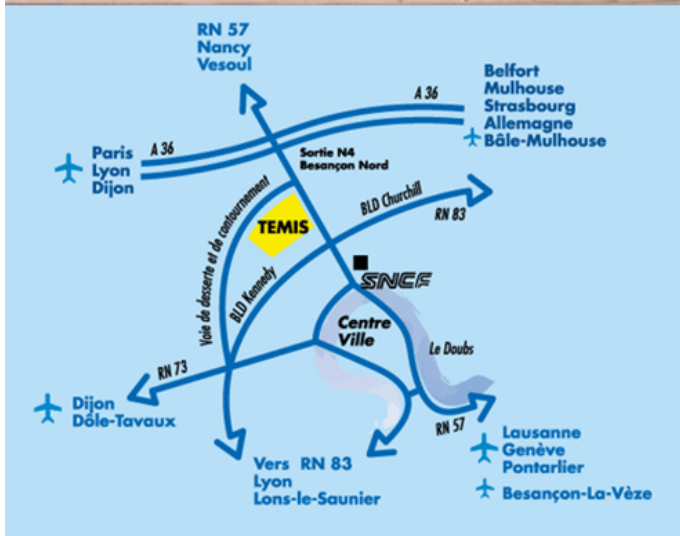 RN 57
Nancy
Vesoul
Belfort
Mulhouse
Strasbourg
Allemagne
Bâle-Mulhouse
A 36
A 36
Paris
Lyon
Dijon
Sortie N4
Besançon Nord
Voie de desserte et de contournement
TEMIS
BLD Churchill
RN 83
BLD Kennedy
SNCF
Centre
Ville
Le Doubs
RN 73
Dijon
Dôle-Tavaux
RN 57
Vers RN 83
Lyon
Lons-le-Saunier
Lausanne
Genève
Pontarlier
Besançon-La-Vèze